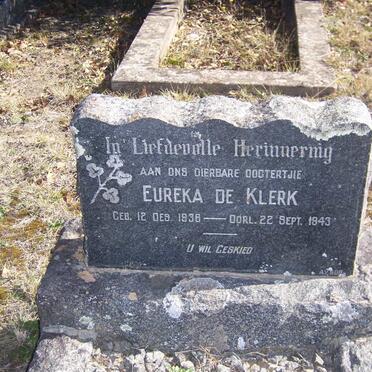 In Liefdevolle Herinnering
AAN ONS DIERBARE DOGTERTJIE
EUREKA DE KLERK
GEB. 12 DES. 1938 — OORL. 22 SEPT. 1943
U WIL GESKIED